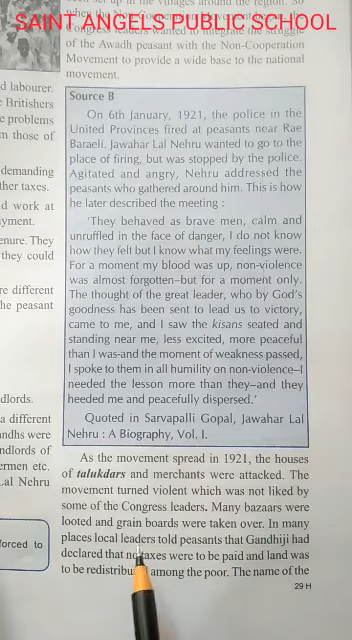 SAINT ANGELS PUBLIC SCHOOL
Congress leaders wanted to integrate the struggle
of the Awadh peasant with the Non-Cooperation
Movement to provide a wide base to the national
movement.
Source B
On 6th January, 1921, the police in the
United Provinces fired at peasants near Rae
Baraeli. Jawahar Lal Nehru wanted to go to the
place of firing, but was stopped by the police.
Agitated and angry, Nehru addressed the
peasants who gathered around him. This is how
he later described the meeting :
'They behaved as brave men, calm and
unruffled in the face of danger, I do not know
how they felt but I know what my feelings were.
For a moment my blood was up, non-violence
was almost forgotten–but for a moment only.
The thought of the great leader, who by God's
goodness has been sent to lead us to victory,
came to me, and I saw the kisans seated and
standing near me, less excited, more peaceful
than I was-and the moment of weakness passed,
I spoke to them in all humility on non-violence–I
needed the lesson more than they–and they
heeded me and peacefully dispersed.'
Quoted in Sarvapalli Gopal, Jawahar Lal
Nehru : A Biography, Vol. I.
As the movement spread in 1921, the houses
of talukdars and merchants were attacked. The
movement turned violent which was not liked by
some of the Congress leaders. Many bazaars were
looted and grain boards were taken over. In many
places local leaders told peasants that Gandhiji had
declared that no taxes were to be paid and land was
to be among the poor. The name of the
29 H
d labourer.
Britishers
problems
m those of
demanding
ther taxes.
d work at
yment.
enure. They
they could
re different
he peasant
dlords.
a different
andhs were
ndlords of
ermen etc.
Lal Nehru
forced to